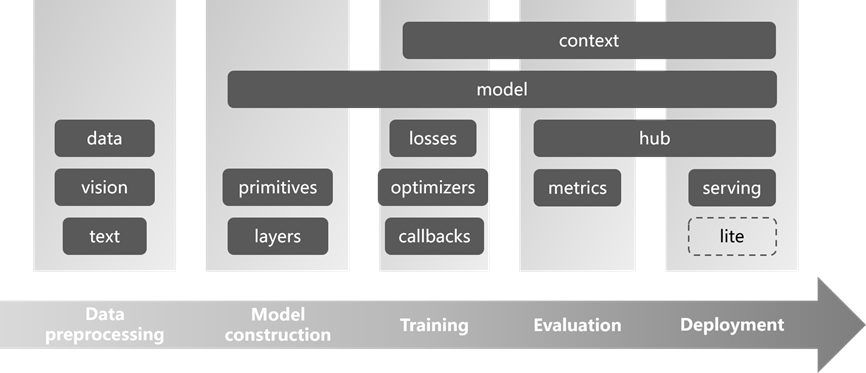 context
model
data
losses
hub
vision
primitives
optimizers
metrics
serving
text
layers
callbacks
lite
Data
preprocessing
Model
construction
Training
Evaluation
Deployment